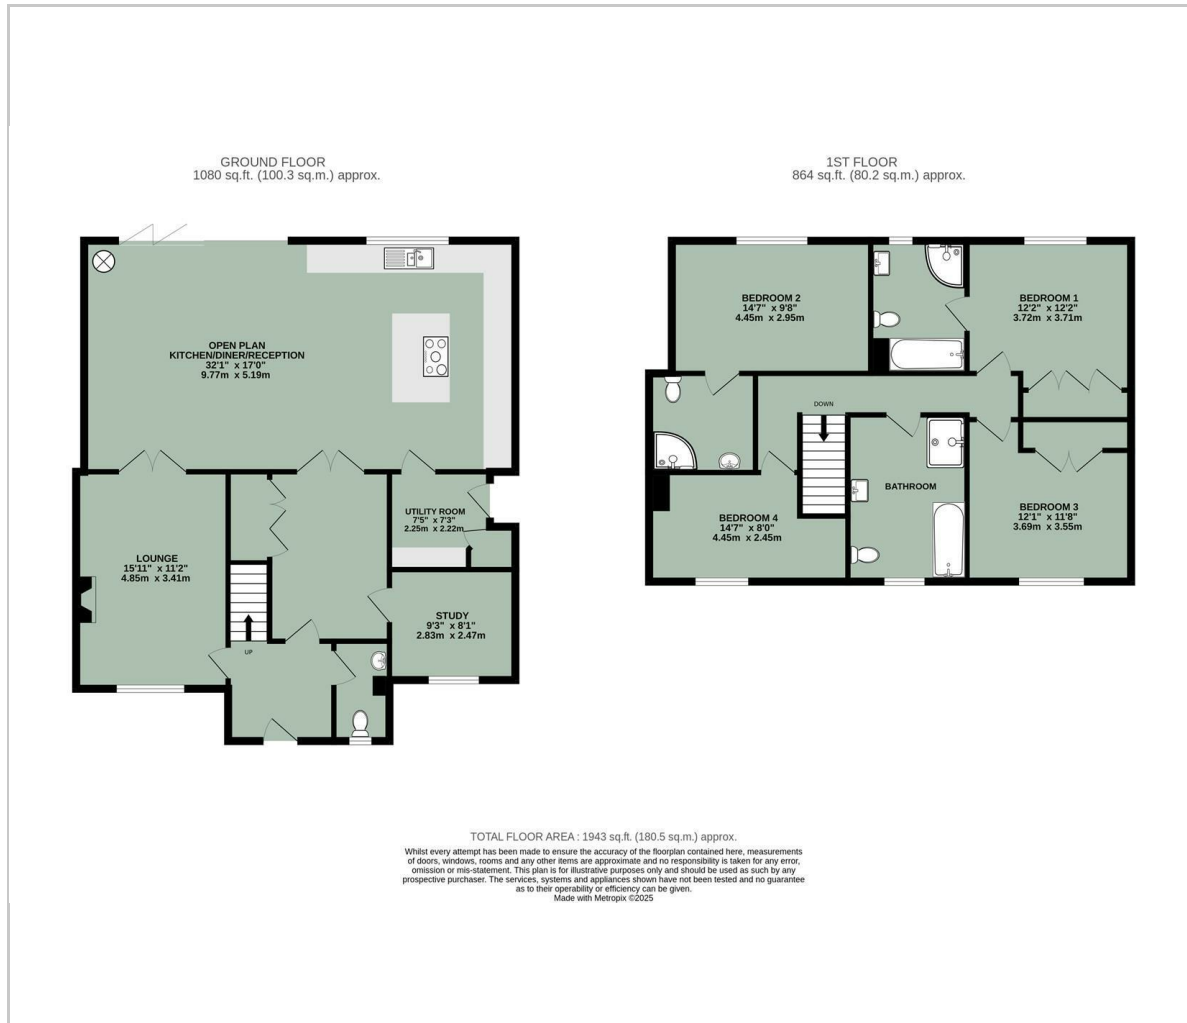 GROUND FLOOR
1080 sq.ft. (100.3 sq.m.) approx.
1ST FLOOR
864 sq.ft. (80.2 sq.m.) approx.
OPEN PLAN
KITCHEN/DINER/RECEPTION
32'1" x 17'0"
9.77m x 5.19m
UTILITY ROOM
7'5" x 7'3"
2.25m x 2.22m
LOUNGE
15'11" x 11'2"
4.85m x 3.41m
STUDY
9'3" x 8'1"
2.83m x 2.47m
UP
BEDROOM 2
14'7" x 9'8"
4.45m x 2.95m
BEDROOM 1
12'2" x 12'2"
3.72m x 3.71m
DOWN
BATHROOM
BEDROOM 4
14'7" x 8'0"
4.45m x 2.45m
BEDROOM 3
12'1" x 11'8"
3.69m x 3.55m
TOTAL FLOOR AREA : 1943 sq.ft. (180.5 sq.m.) approx.
Whilst every attempt has been made to ensure the accuracy of the floorplan contained here, measurements
of doors, windows, rooms and any other items are approximate and no responsibility is taken for any error,
omission or mis-statement. This plan is for illustrative purposes only and should be used as such by any
prospective purchaser. The services, systems and appliances shown have not been tested and no guarantee
as to their operability or efficiency can be given.
Made with Metropix ©2025